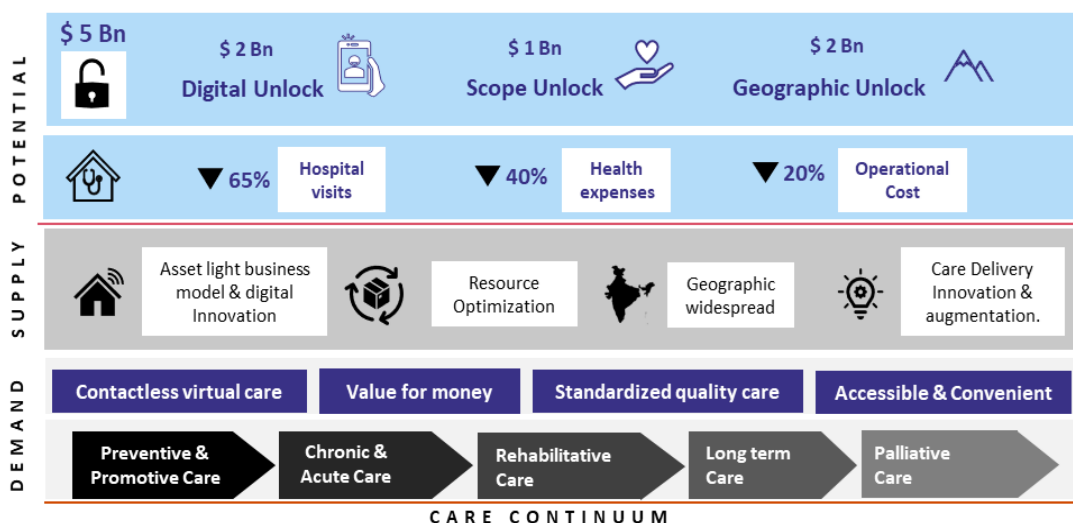 POTENTIAL
$ 5 Bn
$ 2 Bn
Digital Unlock
$ 1 Bn
Scope Unlock
$ 2 Bn
Geographic Unlock
65%
Hospital
visits
40%
Health
expenses
20%
Operational
Cost
SUPPLY
Asset light business
model & digital
Innovation
Resource
Optimization
Geographic
widespread
Care Delivery
Innovation &
augmentation.
DEMAND
Contactless virtual care
Value for money
Standardized quality care
Accessible & Convenient
Preventive &
Promotive Care
Chronic &
Acute Care
Rehabilitative
Care
Long term
Care
Palliative
Care
CARE CONTINUUM